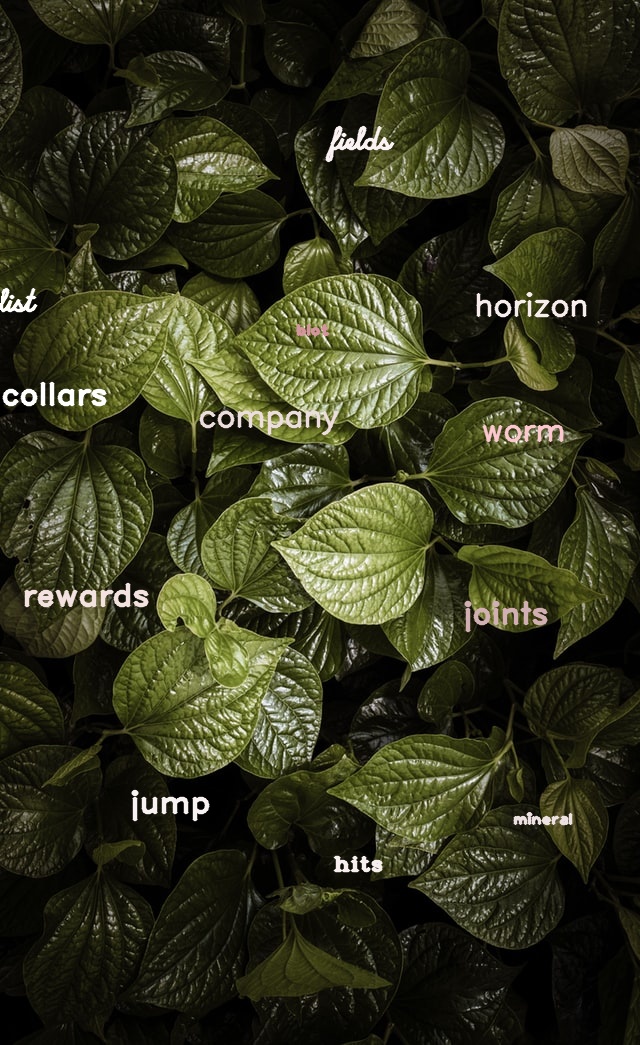 fields
list
horizon
collars
company
worm
rewards
joints
jump
mineral
hits